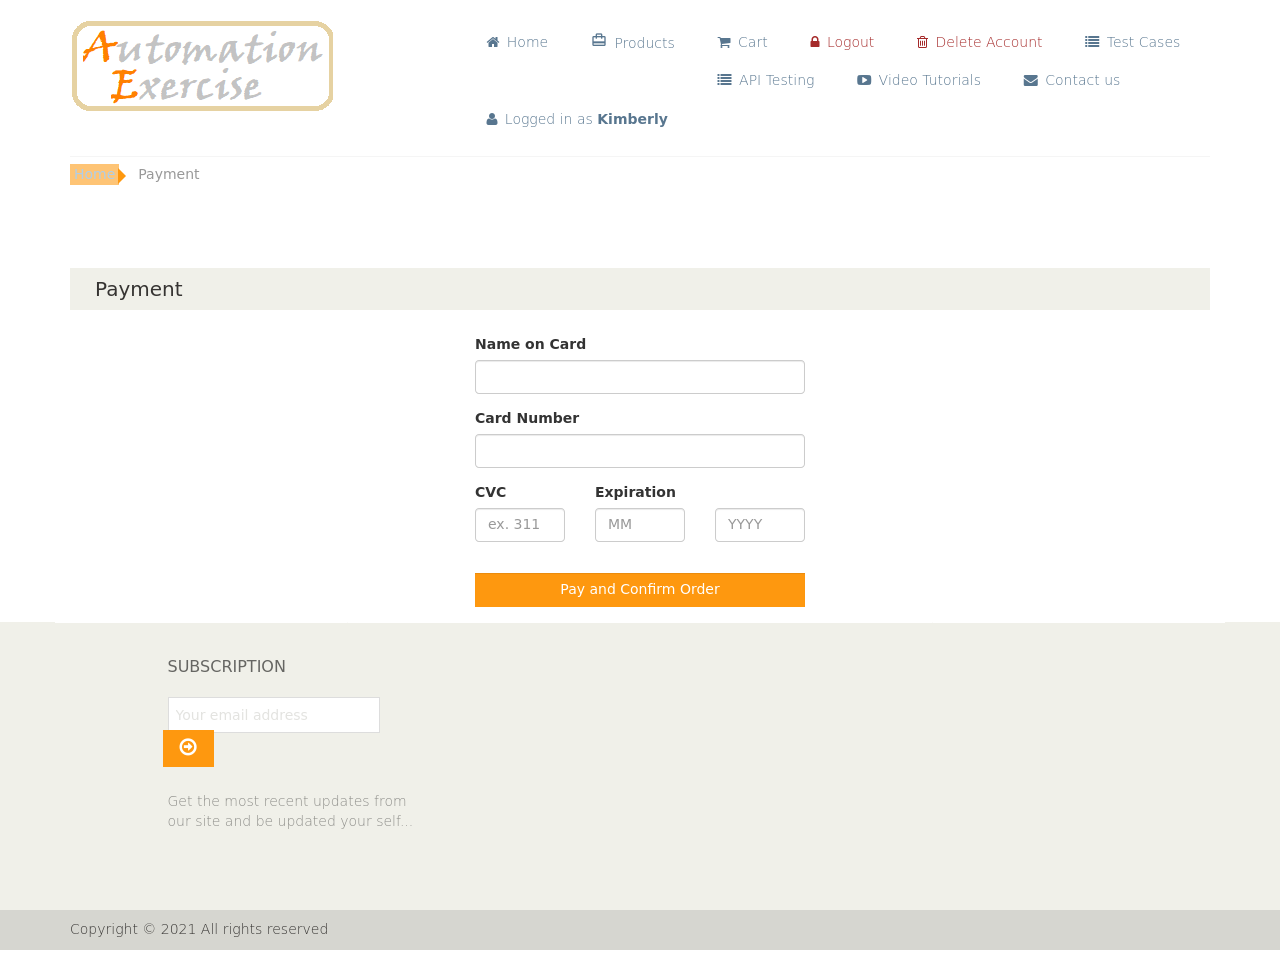 Automation
Exercise
Home
Products
Cart
Logout
Delete Account
Test Cases
API Testing
Video Tutorials
Contact us
Logged in as Kimberly
Home
Payment
Payment
Name on Card
Card Number
CVC
Expiration
ex. 311
MM
YYYY
Pay and Confirm Order
SUBSCRIPTION
Your email address
Get the most recent updates from
our site and be updated your self...
Copyright © 2021 All rights reserved